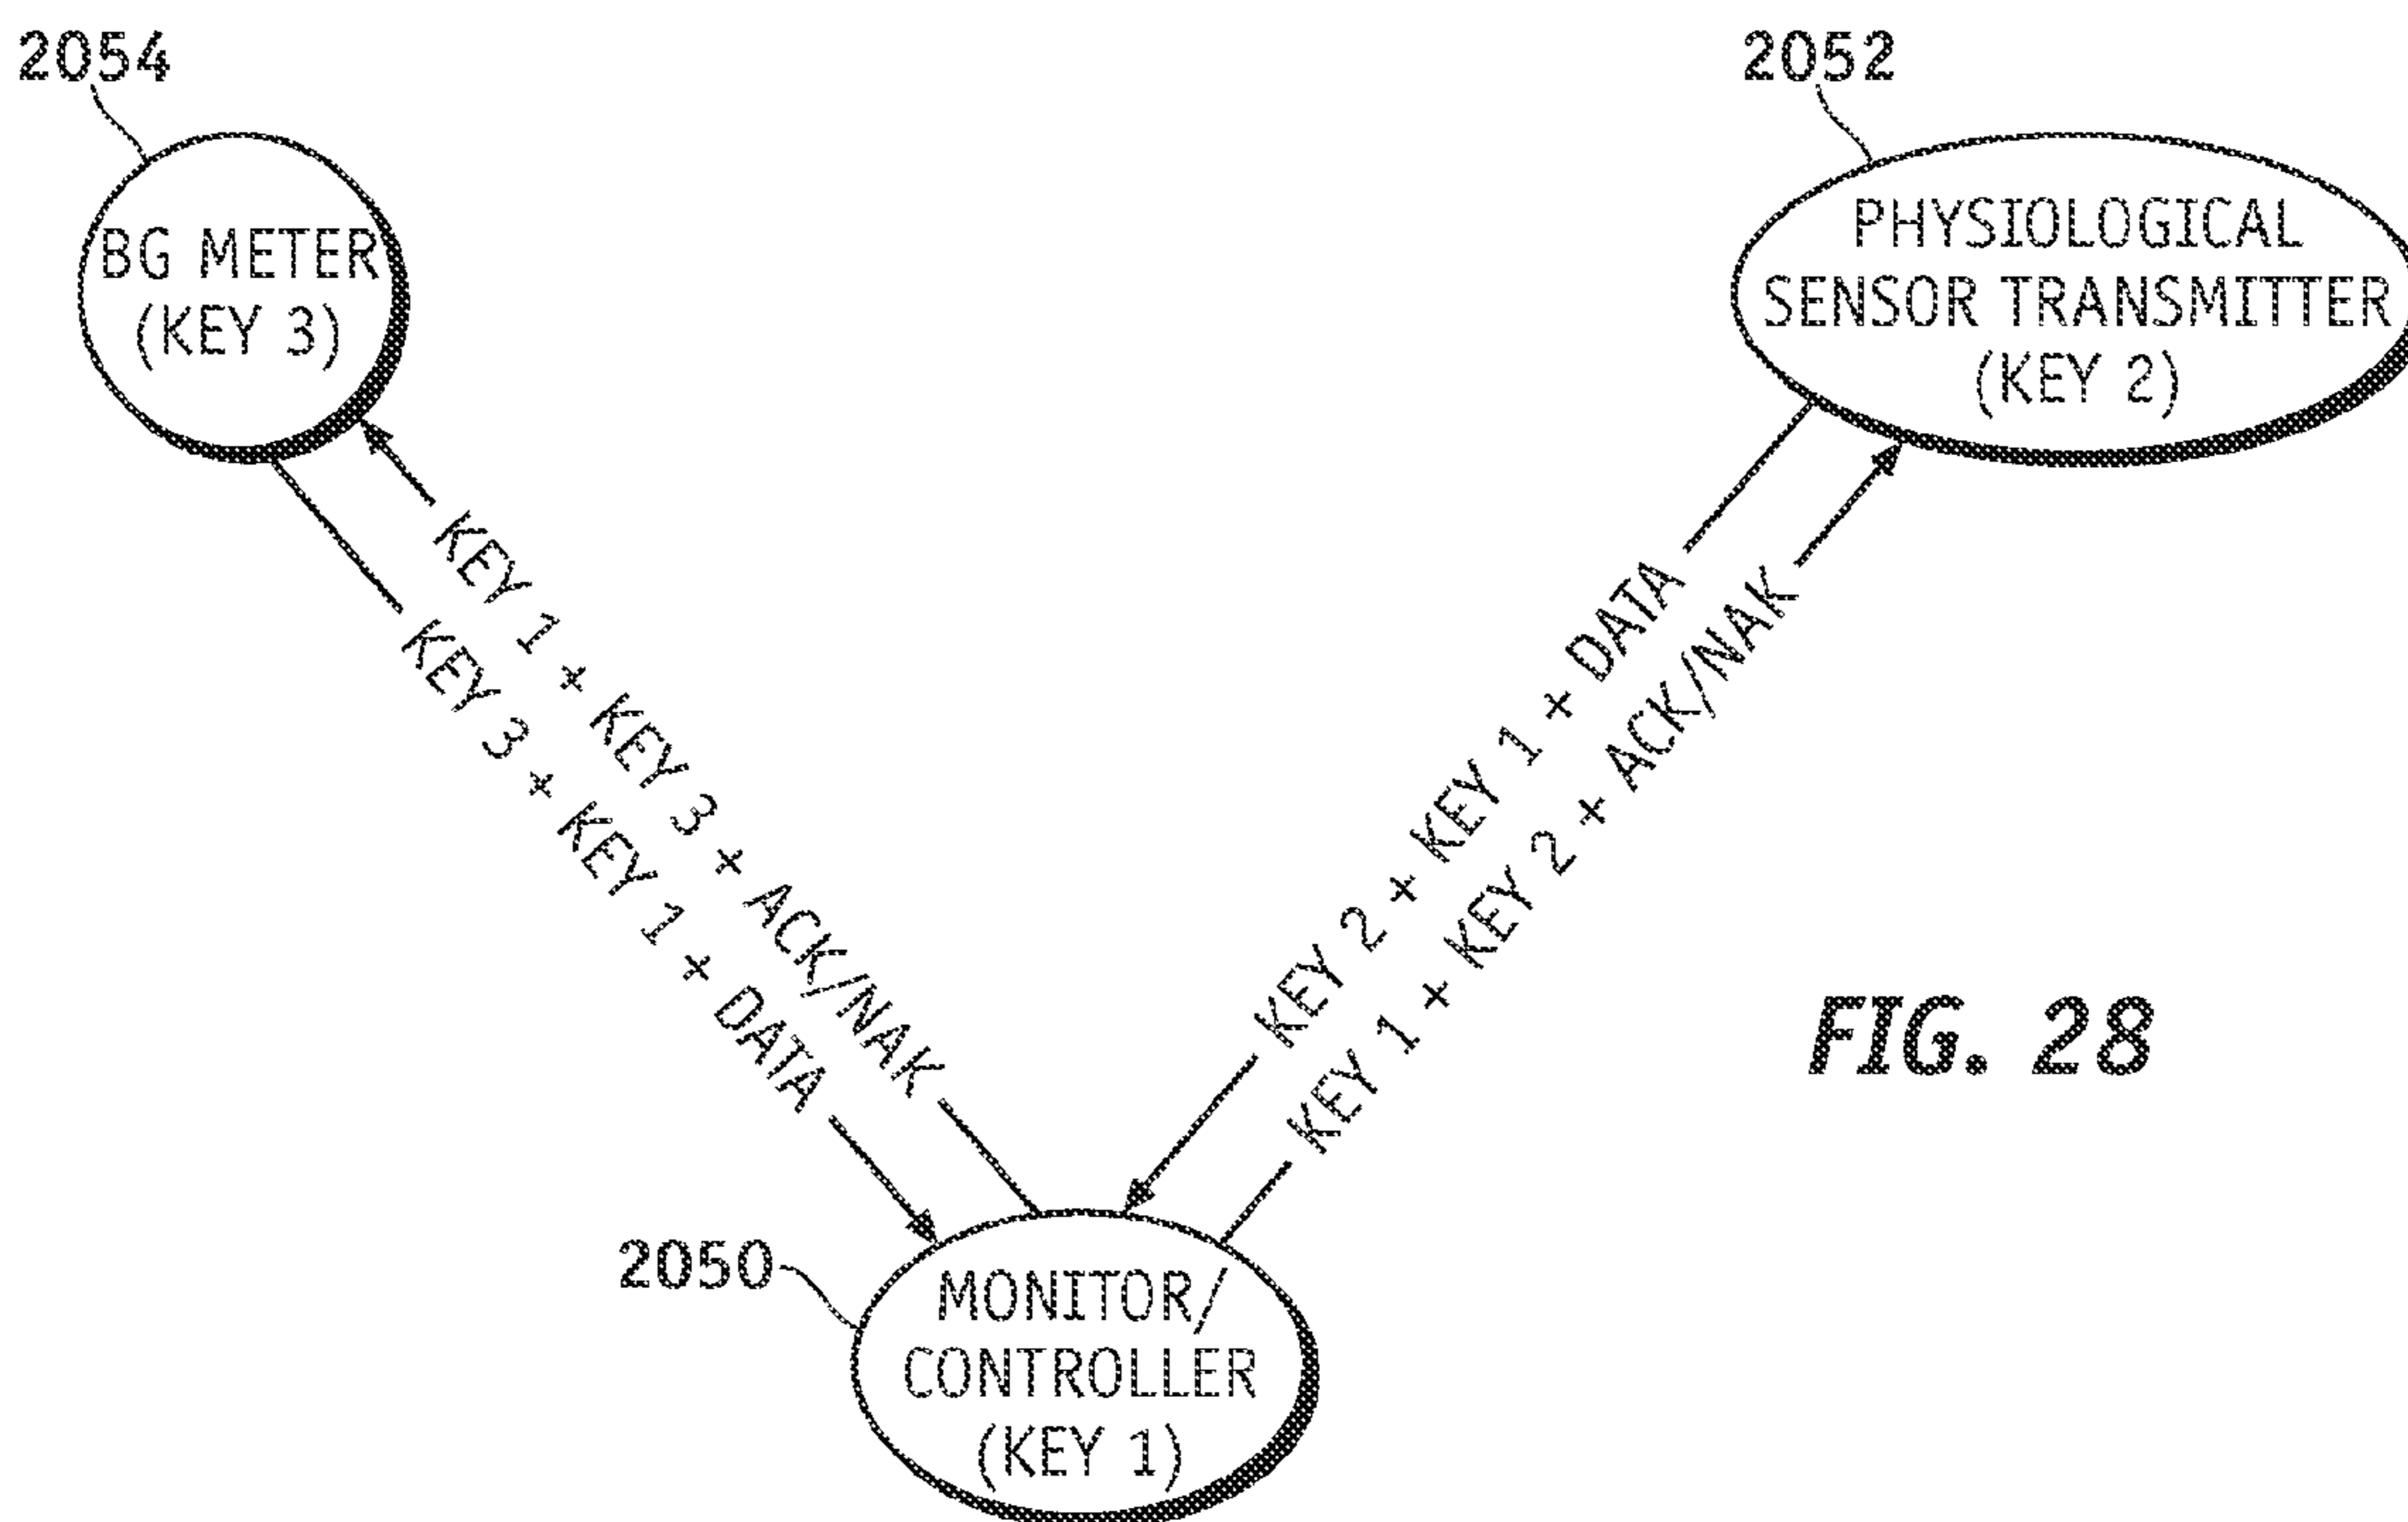 2054
2052
BG METER
(KEY 3)
PHYSIOLOGICAL
SENSOR TRANSMITTER
(KEY 2)
KEY 1 + KEY 3 + ACK/NAK
KEY 3 + KEY 1 + DATA
KEY 2 + KEY 1 + DATA
KEY 1 + KEY 2 + ACK/NAK
FIG. 28
2050
MONITOR/
CONTROLLER
(KEY 1)